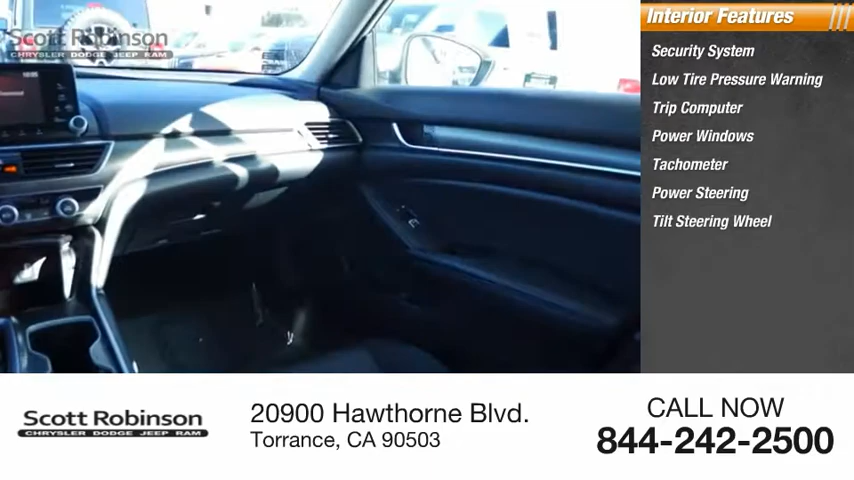 Scott Robinson
CHRYSLER DODGE JEEP RAM
Interior Features
Security System
Low Tire Pressure Warning
Trip Computer
Power Windows
Tachometer
Power Steering
Tilt Steering Wheel
Scott Robinson
CHRYSLER DODGE JEEP RAM
20900 Hawthorne Blvd.
Torrance, CA 90503
CALL NOW
844-242-2500